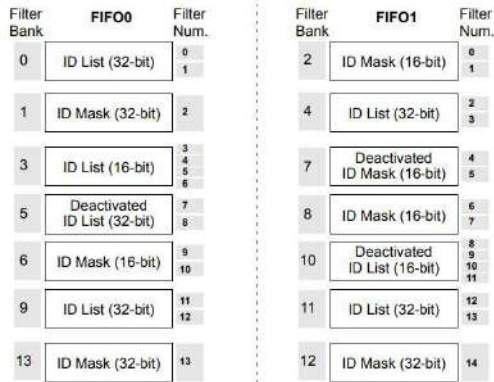 Filter Bank
FIFO0
Filter Num.
0
ID List (32-bit)
0
1
1
ID Mask (32-bit)
2
3
ID List (16-bit)
3
4
5
6
5
Deactivated
ID List (32-bit)
7
8
6
ID Mask (16-bit)
9
10
9
ID List (32-bit)
11
12
13
ID Mask (32-bit)
13
Filter Bank
FIFO1
Filter Num.
2
ID Mask (16-bit)
0
1
4
ID List (32-bit)
2
3
7
Deactivated
ID Mask (16-bit)
4
5
8
ID Mask (16-bit)
6
7
10
Deactivated
ID List (16-bit)
8
9
10
11
11
ID List (32-bit)
12
13
12
ID Mask (32-bit)
14